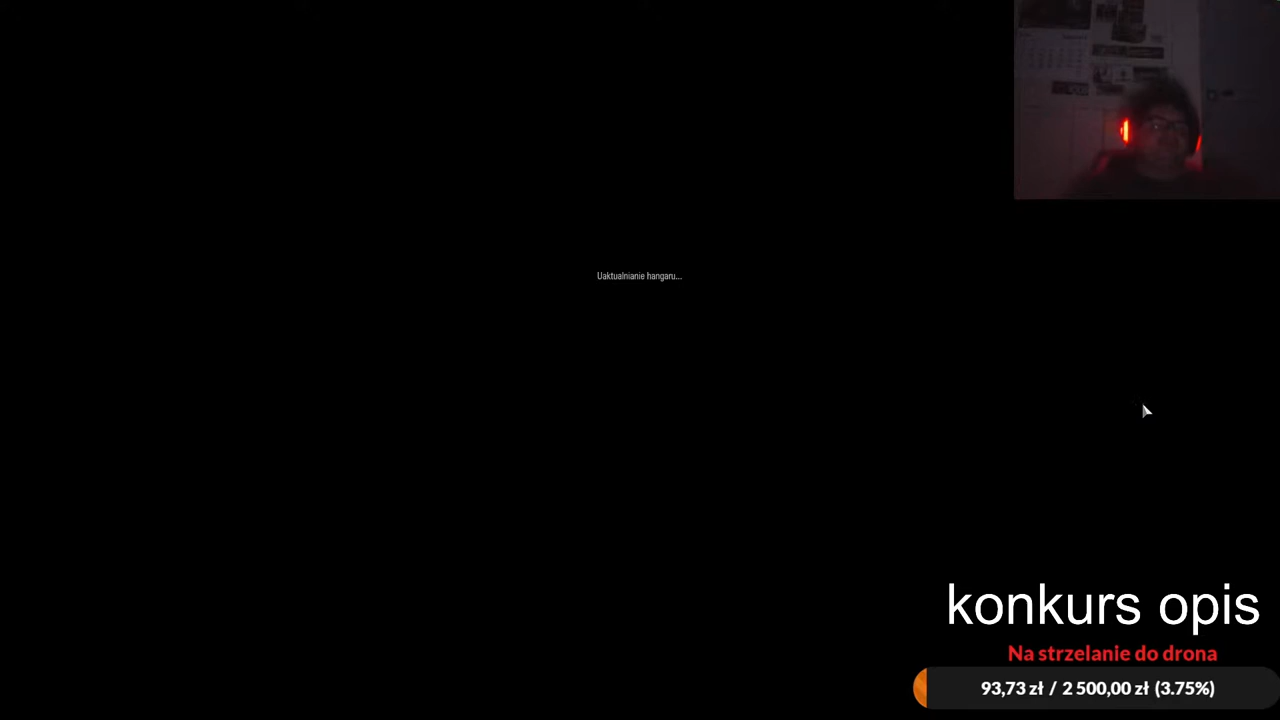 Uaktualnianie hangaru...
konkurs opis
Na strzelanie do drona
93,73 zł / 2 500,00 zł (3.75%)